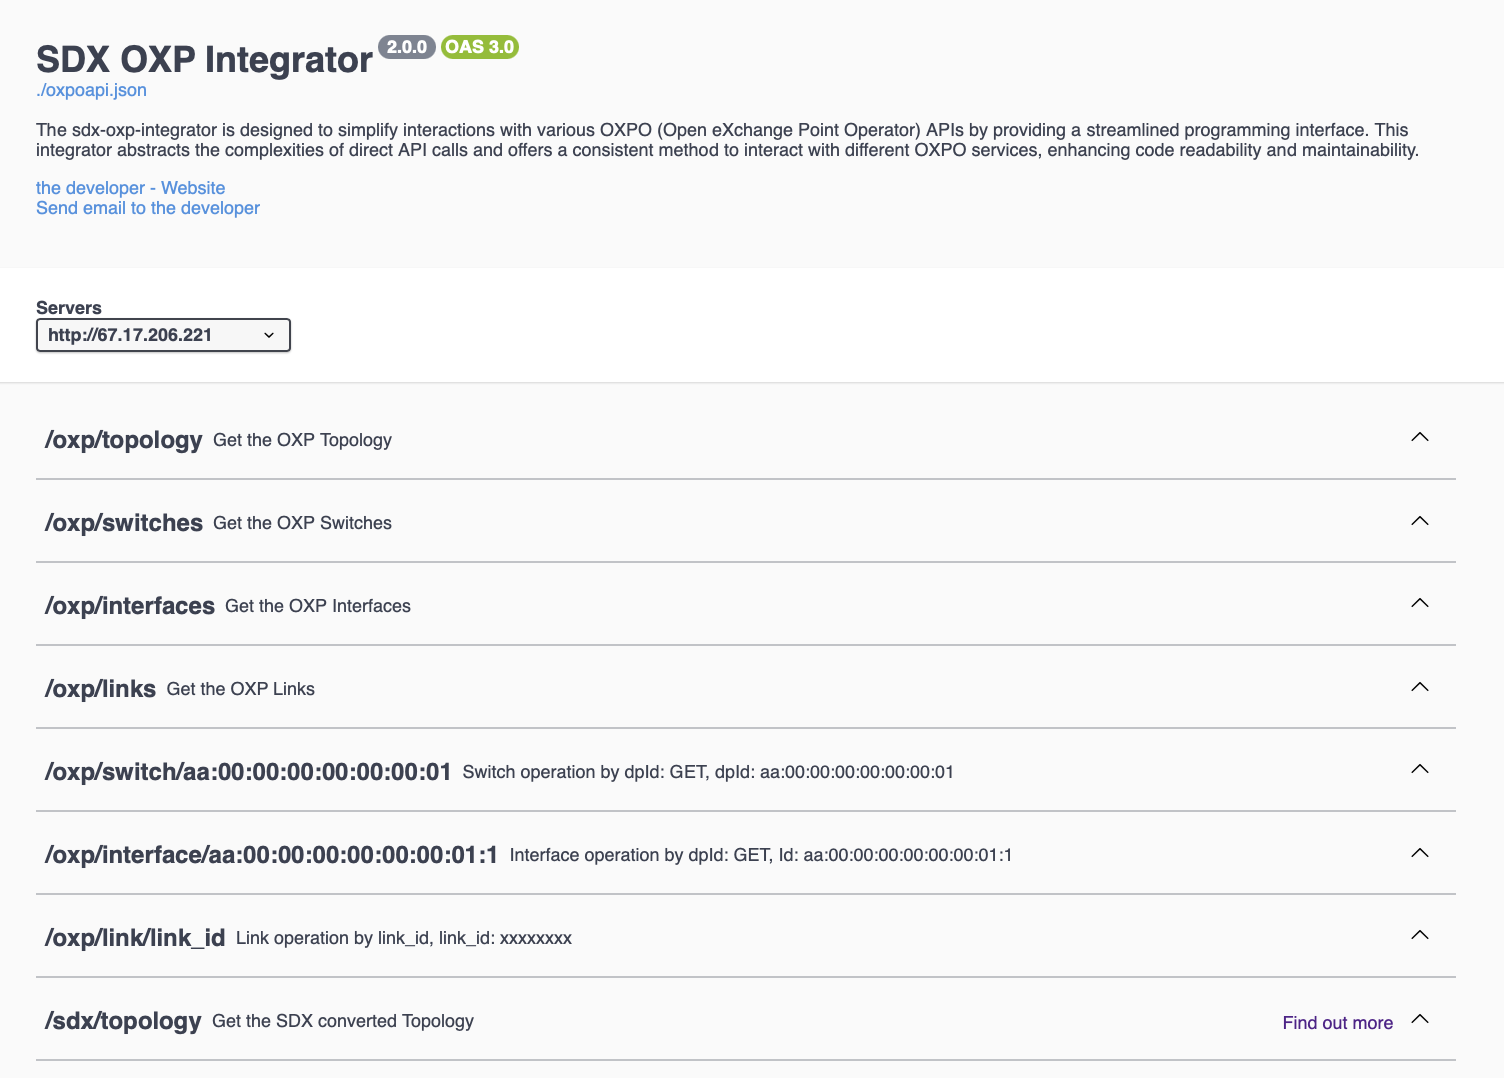 SDX OXP Integrator 2.0.0 OAS 3.0
./oxpoapi.json
The sdx-oxp-integrator is designed to simplify interactions with various OXPO (Open eXchange Point Operator) APIs by providing a streamlined programming interface. This
integrator abstracts the complexities of direct API calls and offers a consistent method to interact with different OXPO services, enhancing code readability and maintainability.
the developer - Website
Send email to the developer
Servers
http://67.17.206.221
/oxp/topology Get the OXP Topology
/oxp/switches Get the OXP Switches
/oxp/interfaces Get the OXP Interfaces
/oxp/links Get the OXP Links
/oxp/switch/aa:00:00:00:00:00:00:01 Switch operation by dpId: GET, dpId: aa:00:00:00:00:00:00:01
/oxp/interface/aa:00:00:00:00:00:00:01:1 Interface operation by dpId: GET, Id: aa:00:00:00:00:00:00:01:1
/oxp/link/link_id Link operation by link_id, link_id: xxxxxxxx
/sdx/topology Get the SDX converted Topology Find out more